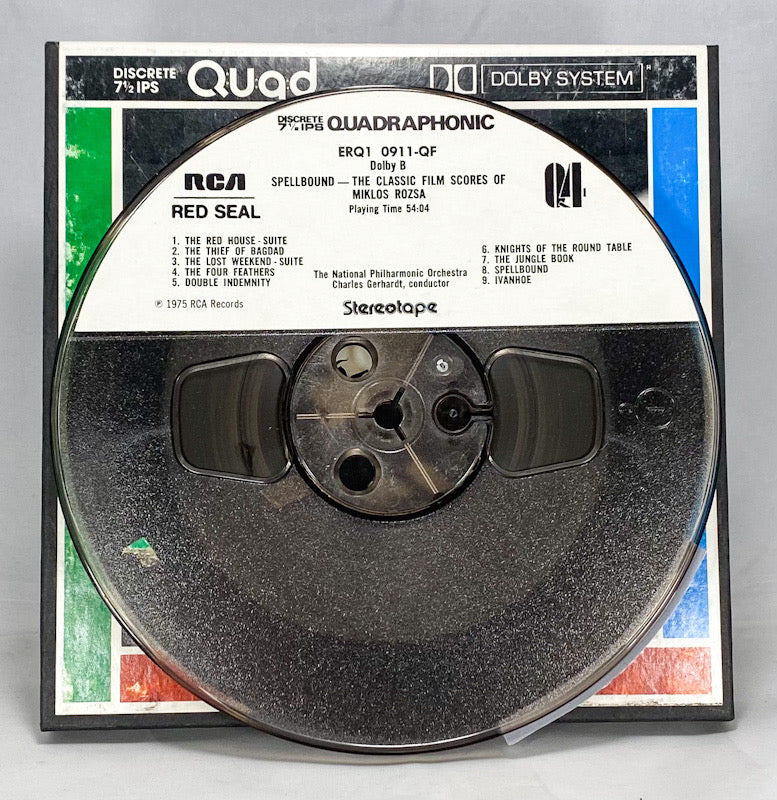 DISCRETE
7½ IPS
Quad
DOLBY SYSTEM
DISCRETE
7½ IPS QUADRAPHONIC
ERQ1 0911-QF
Dolby B
SPELLBOUND — THE CLASSIC FILM SCORES OF
MIKLOS ROZSA
Playing Time 54:04
RCA
RED SEAL
Q4
1. THE RED HOUSE - SUITE
2. THE THIEF OF BAGDAD
3. THE LOST WEEKEND - SUITE
4. THE FOUR FEATHERS
5. DOUBLE INDEMNITY
The National Philharmonic Orchestra
Charles Gerhardt, conductor
6. KNIGHTS OF THE ROUND TABLE
7. THE JUNGLE BOOK
8. SPELLBOUND
9. IVANHOE
℗ 1975 RCA Records
Stereotape